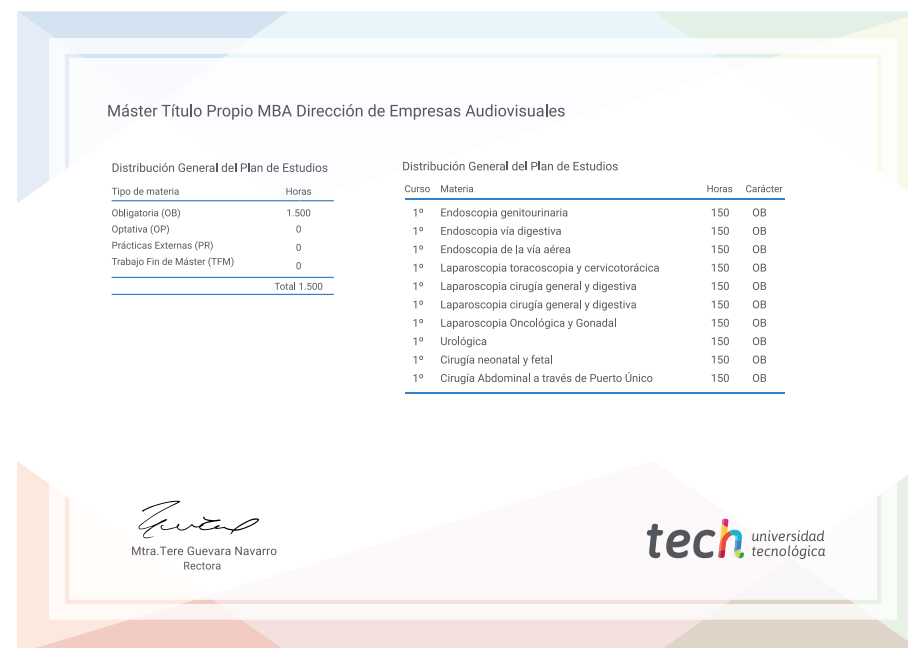 Máster Título Propio MBA Dirección de Empresas Audiovisuales
Distribución General del Plan de Estudios
Tipo de materia Horas
Obligatoria (OB) 1.500
Optativa (OP) 0
Prácticas Externas (PR) 0
Trabajo Fin de Máster (TFM) 0
Total 1.500
Distribución General del Plan de Estudios
Curso Materia Horas Carácter
1º Endoscopia genitourinaria 150 OB
1º Endoscopia vía digestiva 150 OB
1º Endoscopia de la vía aérea 150 OB
1º Laparoscopia toracoscopia y cervicotorácica 150 OB
1º Laparoscopia cirugía general y digestiva 150 OB
1º Laparoscopia cirugía general y digestiva 150 OB
1º Laparoscopia Oncológica y Gonadal 150 OB
1º Urológica 150 OB
1º Cirugía neonatal y fetal 150 OB
1º Cirugía Abdominal a través de Puerto Único 150 OB
Mtra.Tere Guevara Navarro
Rectora
tech universidad
tecnológica